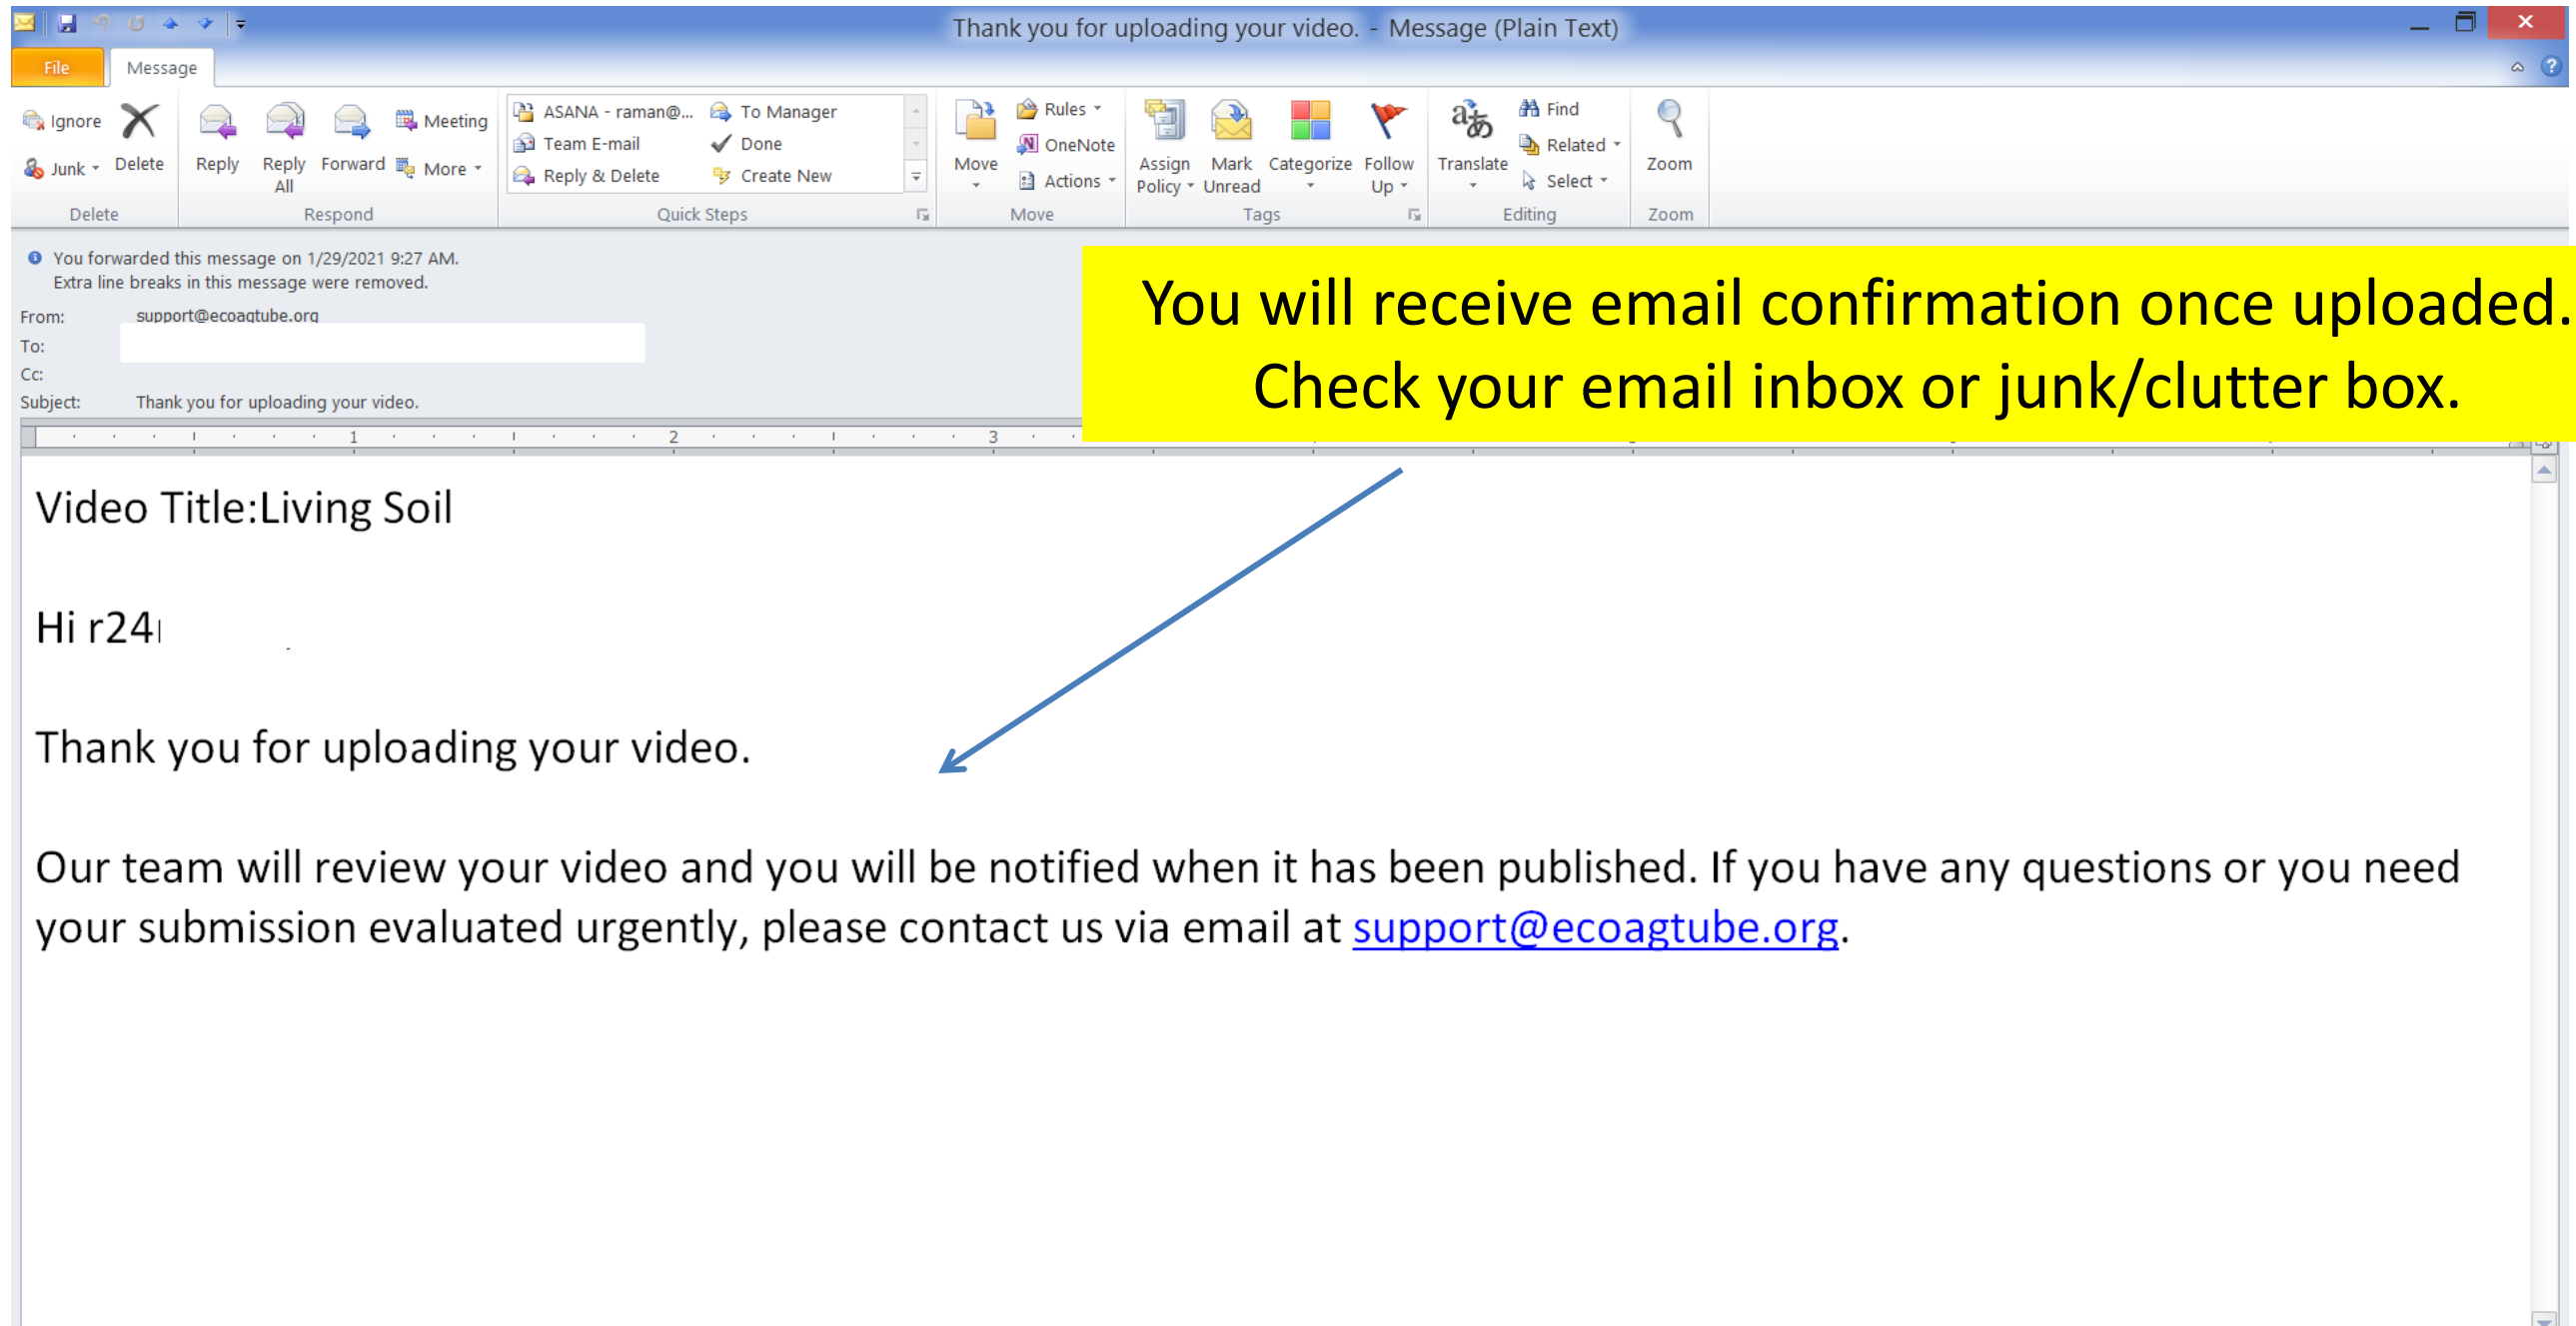 Thank you for uploading your video. - Message (Plain Text)
File Message
Ignore
Junk
Delete
Reply
Reply All
Forward
Meeting
More
ASANA - raman@...
Team E-mail
Reply & Delete
To Manager
Done
Create New
Move
Rules
OneNote
Actions
Assign Policy
Mark Unread
Categorize
Follow Up
Translate
Find
Related
Select
Zoom
Delete Respond Quick Steps Move Tags Editing Zoom
You forwarded this message on 1/29/2021 9:27 AM.
Extra line breaks in this message were removed.
From: support@ecoagtube.org
To:
Cc:
Subject: Thank you for uploading your video.
You will receive email confirmation once uploaded.
Check your email inbox or junk/clutter box.
1 2 3
Video Title:Living Soil
Hi r24
Thank you for uploading your video.
Our team will review your video and you will be notified when it has been published. If you have any questions or you need
your submission evaluated urgently, please contact us via email at support@ecoagtube.org.